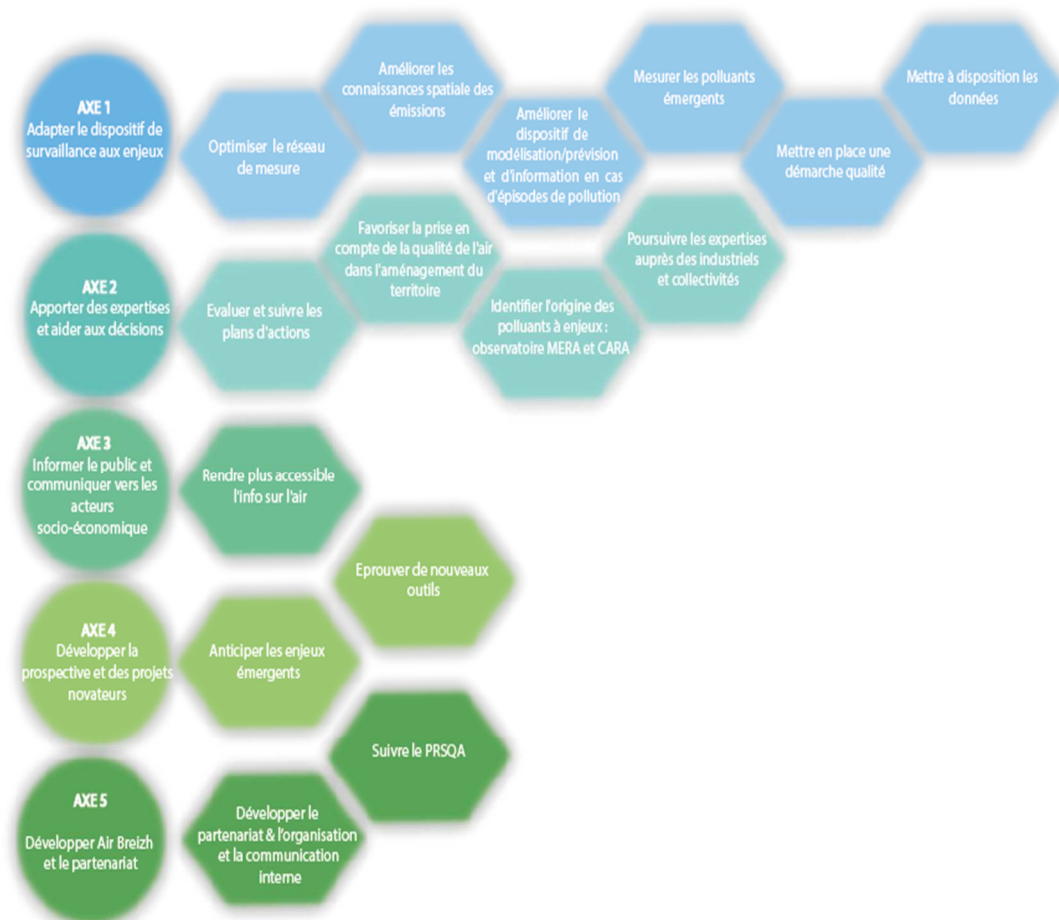 AXE 1
Adapter le dispositif de
survaillance aux enjeux
Optimiser le réseau
de mesure
Améliorer les
connaissances spatiale des
émissions
Améliorer le
dispositif de
modélisation/prévision
et d'information en cas
d'épisodes de pollution
Mesurer les polluants
émergents
Mettre en place une
démarche qualité
Mettre à disposition les
données
AXE 2
Apporter des expertises
et aider aux décisions
Evaluer et suivre les
plans d'actions
Favoriser la prise en
compte de la qualité de l'air
dans l'aménagement du
territoire
Identifier l'origine des
polluants à enjeux :
observatoire MERA et CARA
Poursuivre les expertises
auprès des industriels
et collectivités
AXE 3
Informer le public et
communiquer vers les
acteurs
socio-économique
Rendre plus accessible
l'info sur l'air
AXE 4
Développer la
prospective et des projets
novateurs
Anticiper les enjeux
émergents
Eprouver de nouveaux
outils
AXE 5
Développer Air Breizh
et le partenariat
Développer le
partenariat & l'organisation
et la communication
interne
Suivre le PRSQA